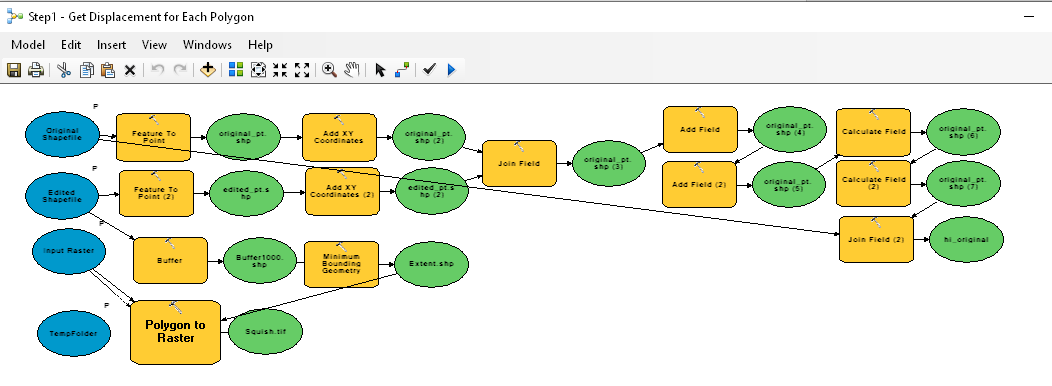 Step1 - Get Displacement for Each Polygon
Model Edit Insert View Windows Help
P
Original
Shapefile
Feature To
Point
original_pt.
shp
Add XY
Coordinates
original_pt.
shp (2)
Join Field
original_pt.
shp (3)
Add Field
original_pt.
shp (4)
Calculate Field
original_pt.
shp (6)
P
Edited
Shapefile
Feature To
Point (2)
edited_pt.s
hp
Add XY
Coordinates (2)
edited_pt.s
hp (2)
Add Field (2)
original_pt.
shp (5)
Calculate Field
(2)
original_pt.
shp (7)
Join Field (2)
hi_original
P
Input Raster
Buffer
Buffer1000.
shp
Minimum
Bounding
Geometry
Extent.shp
P
TempFolder
Polygon to
Raster
Squish.tif